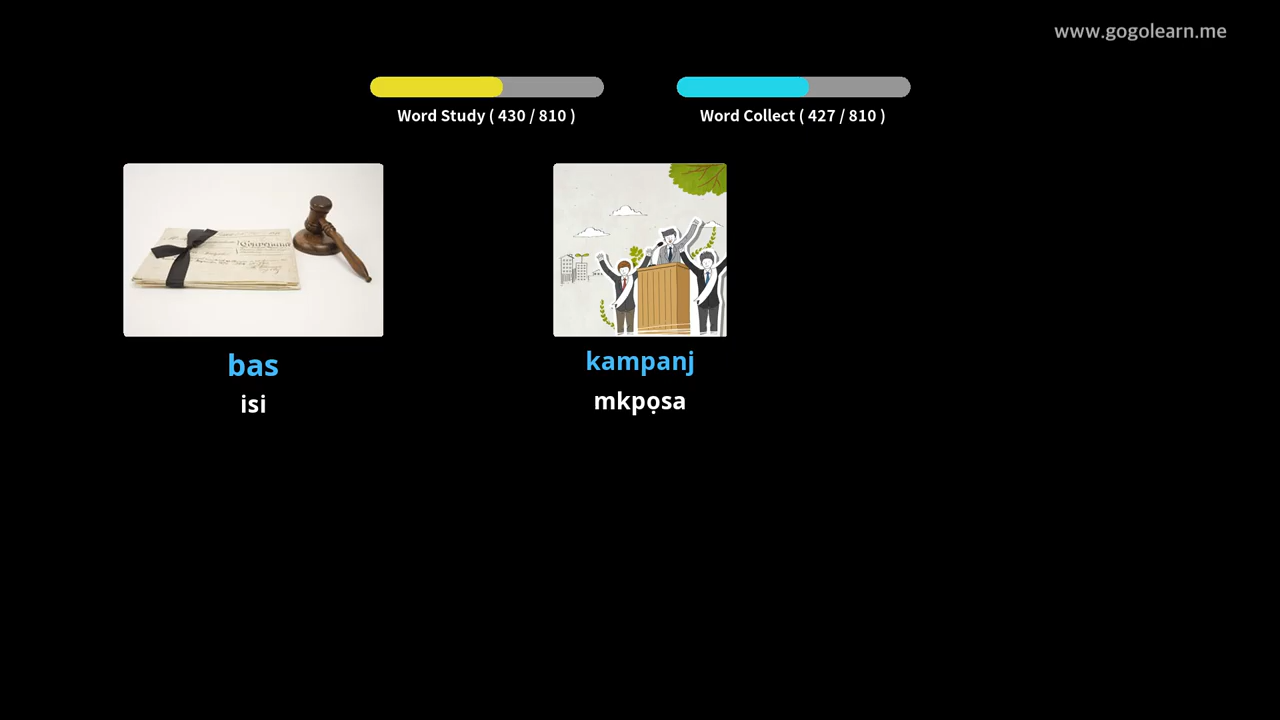 www.gogolearn.me
Word Study ( 430 / 810 )
Word Collect ( 427 / 810 )
bas
isi
kampanj
mkpọsa